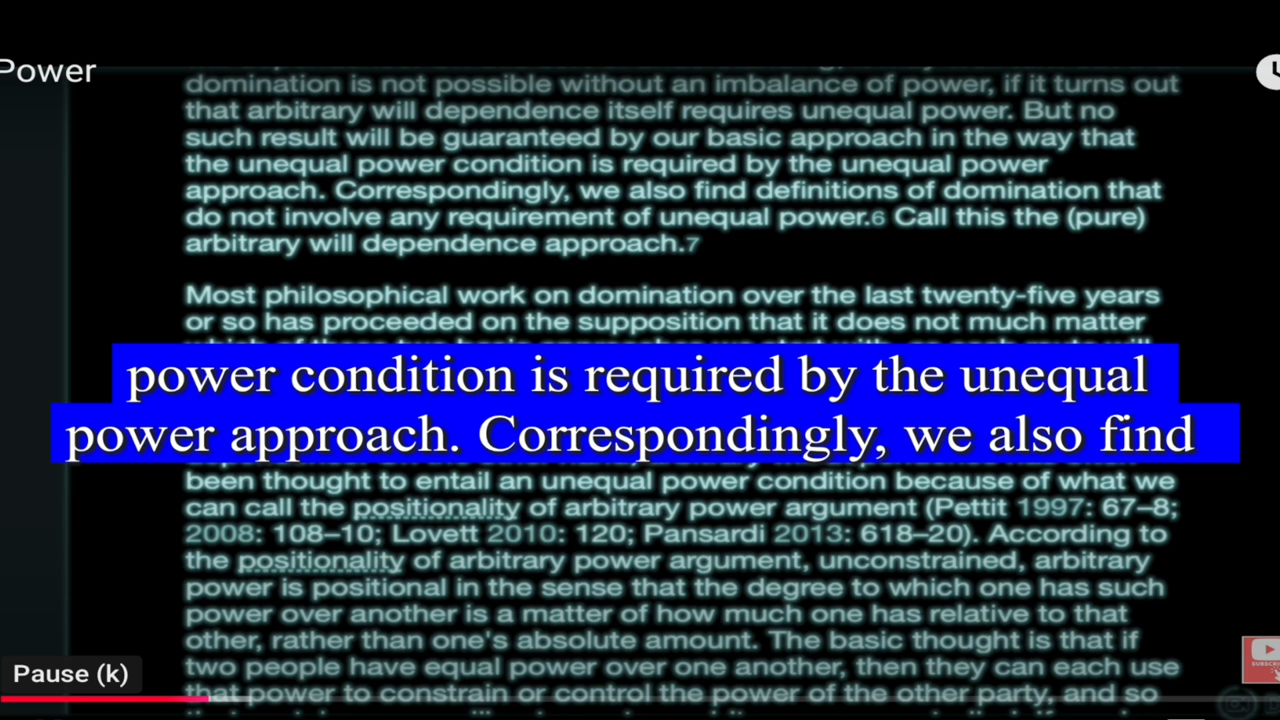 Power
domination is not possible without an imbalance of power, if it turns out
that arbitrary will dependence itself requires unequal power. But no
such result will be guaranteed by our basic approach in the way that
the unequal power condition is required by the unequal power
approach. Correspondingly, we also find definitions of domination that
do not involve any requirement of unequal power.6 Call this the (pure)
arbitrary will dependence approach.7
Most philosophical work on domination over the last twenty-five years
or so has proceeded on the supposition that it does not much matter
power condition is required by the unequal
power approach. Correspondingly, we also find
been thought to entail an unequal power condition because of what we
can call the positionality of arbitrary power argument (Pettit 1997: 67–8;
2008: 108–10; Lovett 2010: 120; Pansardi 2013: 618–20). According to
the positionality of arbitrary power argument, unconstrained, arbitrary
power is positional in the sense that the degree to which one has such
power over another is a matter of how much one has relative to that
other, rather than one's absolute amount. The basic thought is that if
two people have equal power over one another, then they can each use
that power to constrain or control the power of the other party, and so
Pause (k)